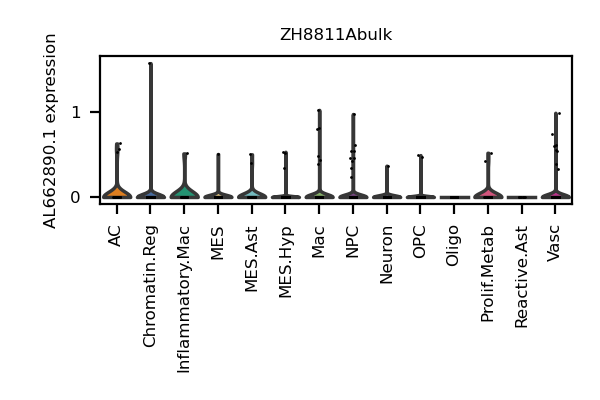 ZH8811Abulk
AL662890.1 expression
1
0
AC
Chromatin.Reg
Inflammatory.Mac
MES
MES.Ast
MES.Hyp
Mac
NPC
Neuron
OPC
Oligo
Prolif.Metab
Reactive.Ast
Vasc